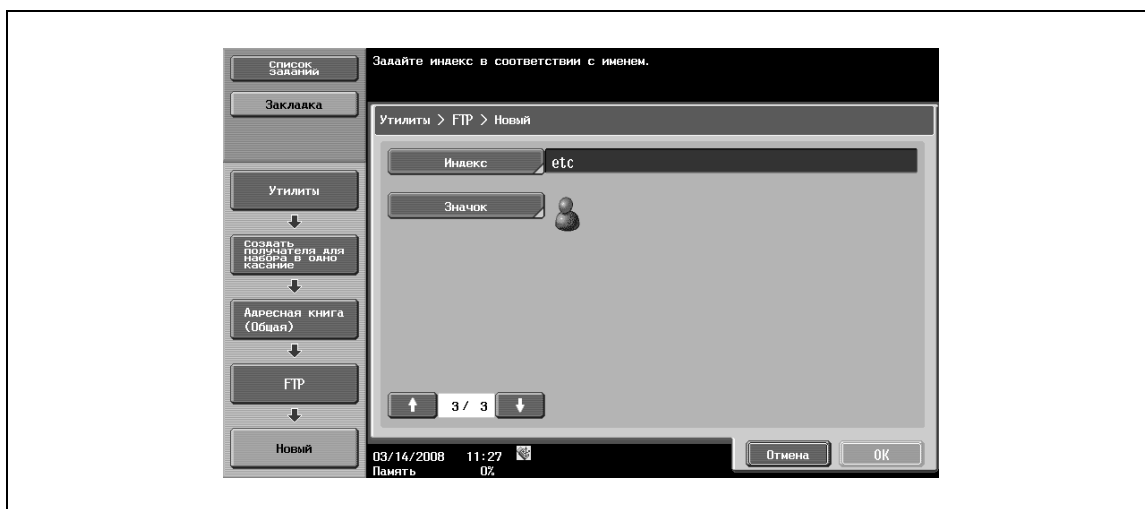 Список
заданий
Закладка
Утилиты
Создать
получателя для
набора в одно
касание
Адресная книга
(Общая)
FTP
Новый
Задайте индекс в соответствии с именем.
Утилиты > FTP > Новый
Индекс etc
Значок
3/ 3
03/14/2008 11:27
Память 0%
Отмена OK